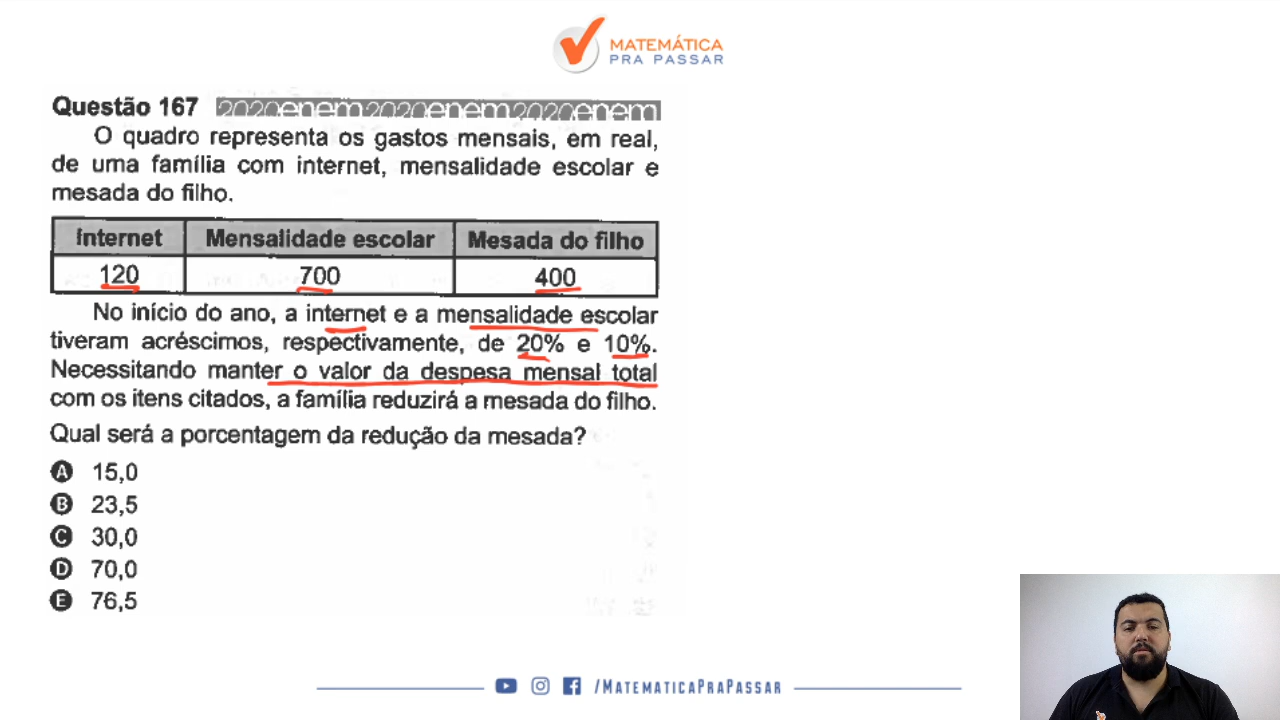 MATEMÁTICA
PRA PASSAR
Questão 167 2020enem2020enem2020enem
O quadro representa os gastos mensais, em real,
de uma família com internet, mensalidade escolar e
mesada do filho.
Internet Mensalidade escolar Mesada do filho
120 700 400
No início do ano, a internet e a mensalidade escolar
tiveram acréscimos, respectivamente, de 20% e 10%.
Necessitando manter o valor da despesa mensal total
com os itens citados, a família reduzirá a mesada do filho.
Qual será a porcentagem da redução da mesada?
A 15,0
B 23,5
C 30,0
D 70,0
E 76,5
/MATEMATICAPRAPASSAR